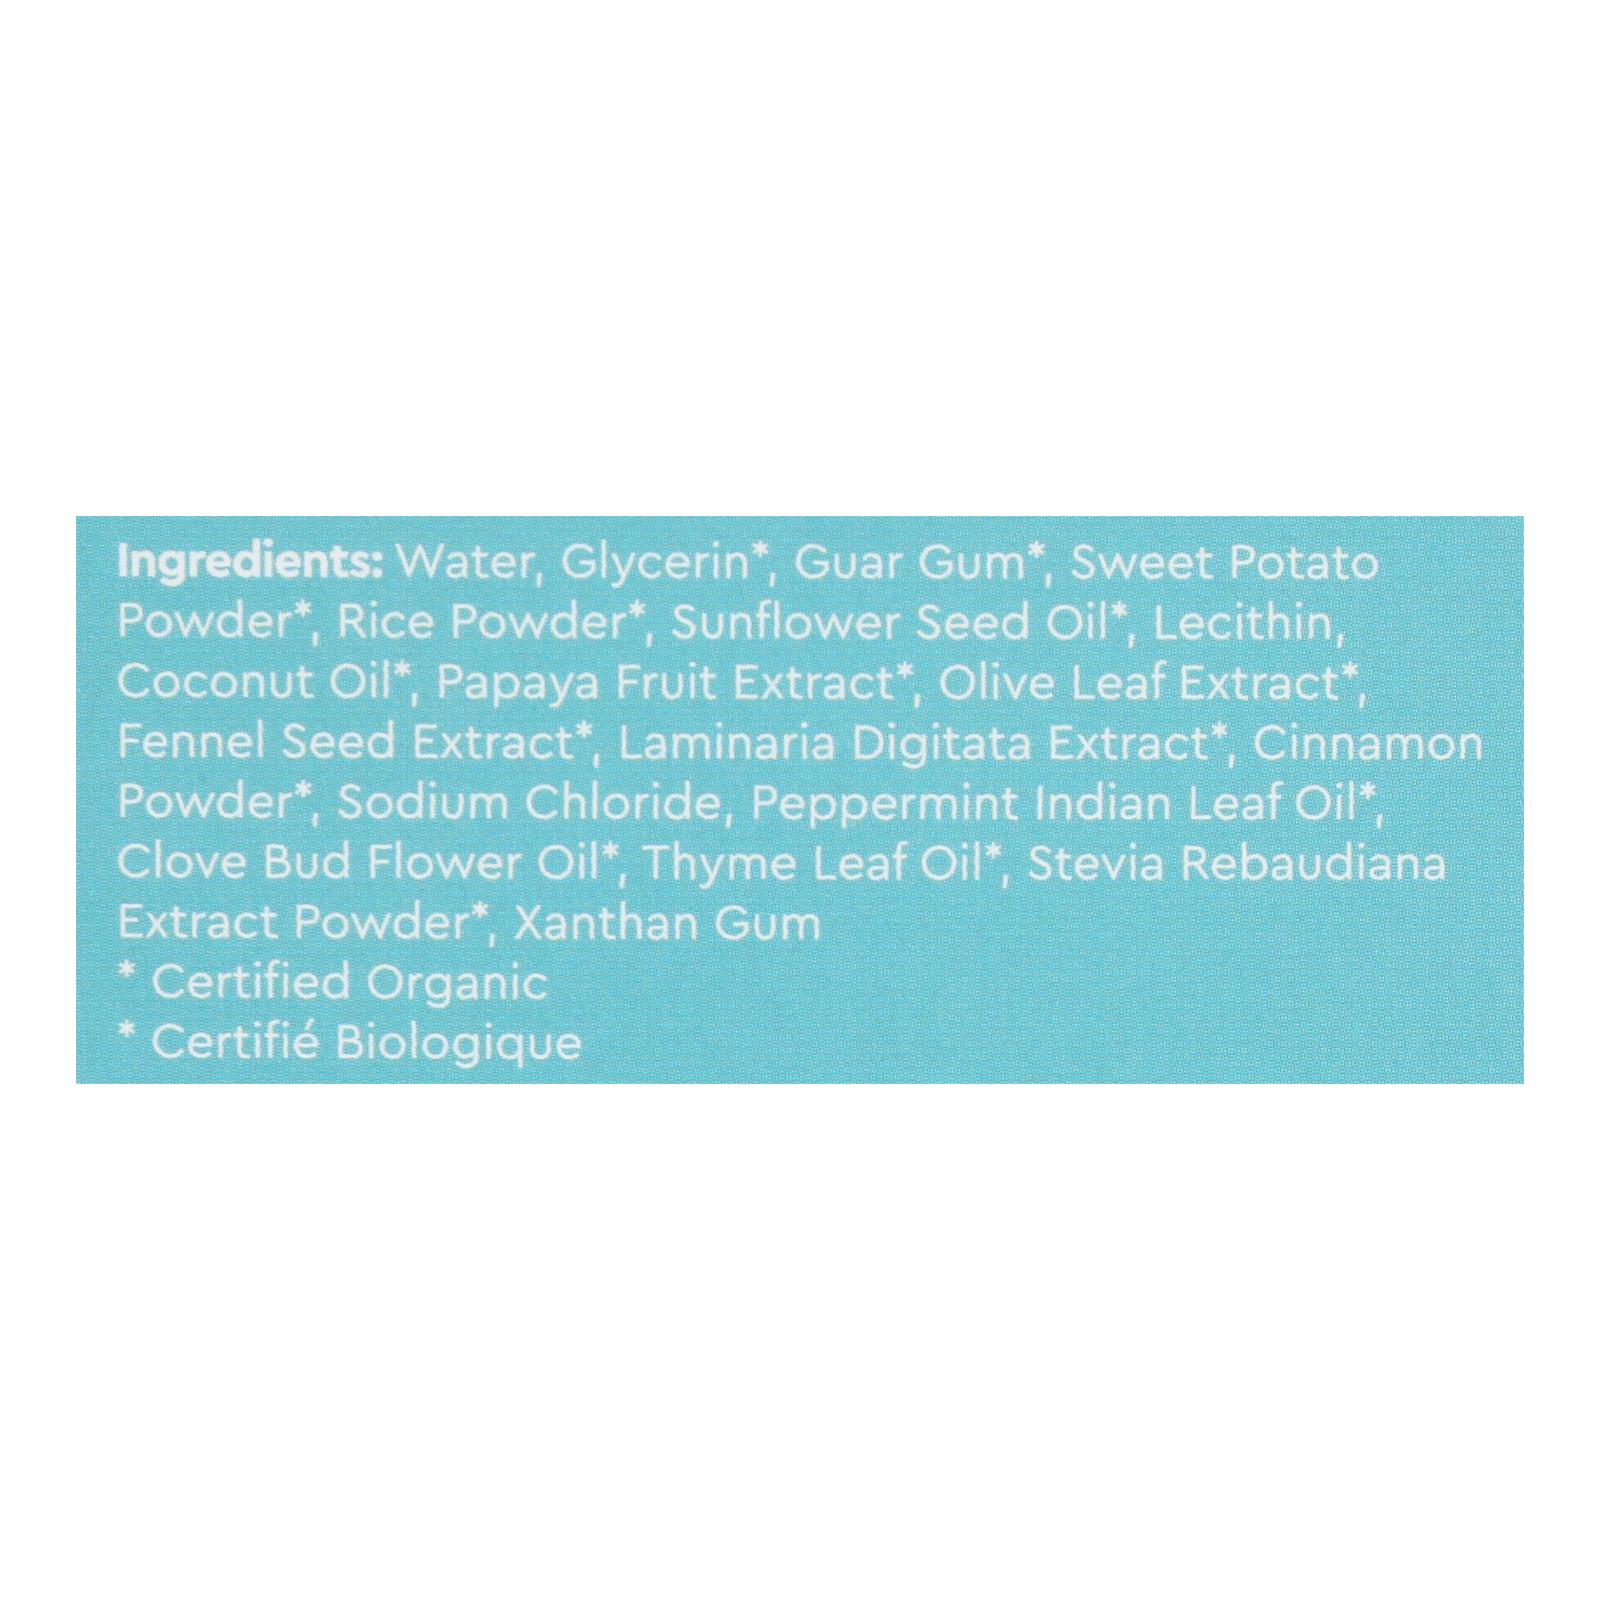 Ingredients: Water, Glycerin*, Guar Gum*, Sweet Potato
Powder*, Rice Powder*, Sunflower Seed Oil*, Lecithin,
Coconut Oil*, Papaya Fruit Extract*, Olive Leaf Extract*,
Fennel Seed Extract*, Laminaria Digitata Extract*, Cinnamon
Powder*, Sodium Chloride, Peppermint Indian Leaf Oil*,
Clove Bud Flower Oil*, Thyme Leaf Oil*, Stevia Rebaudiana
Extract Powder*, Xanthan Gum
* Certified Organic
* Certifié Biologique